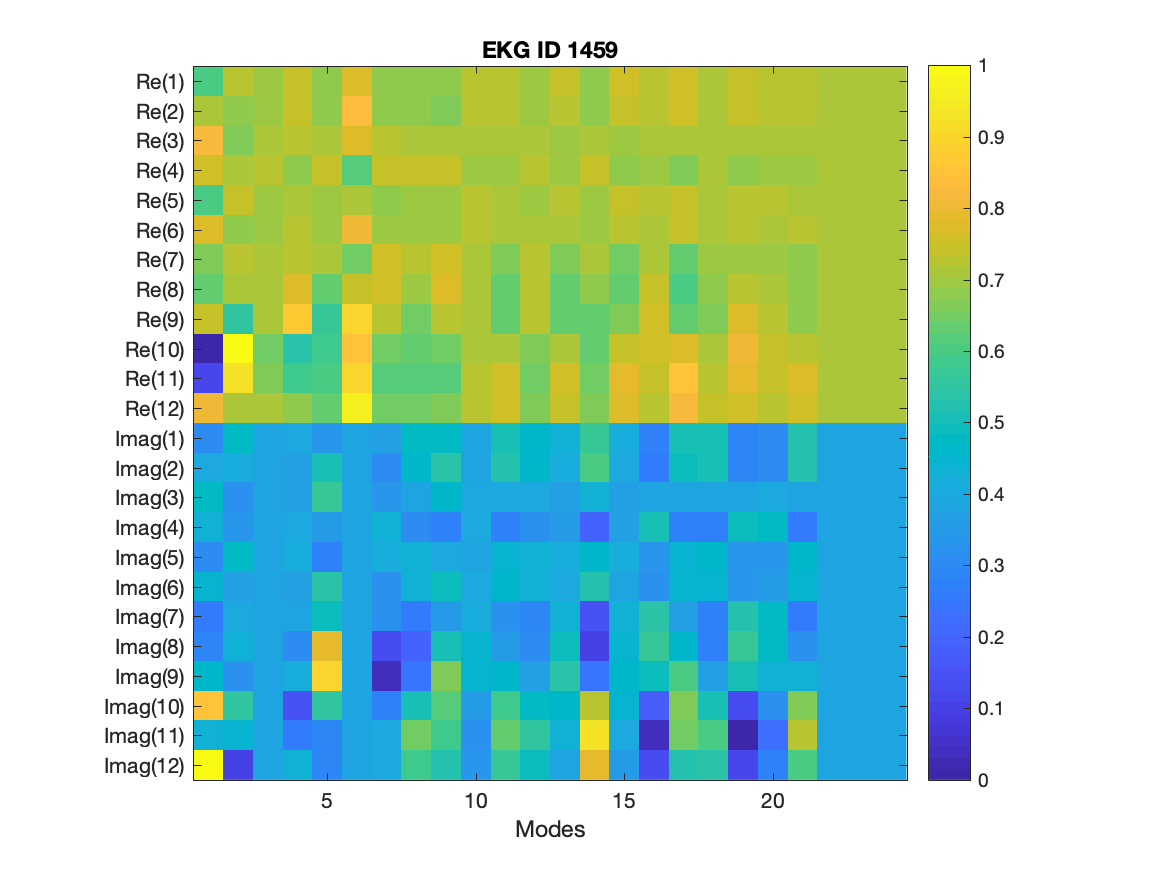 EKG ID 1459
Re(1)
Re(2)
Re(3)
Re(4)
Re(5)
Re(6)
Re(7)
Re(8)
Re(9)
Re(10)
Re(11)
Re(12)
Imag(1)
Imag(2)
Imag(3)
Imag(4)
Imag(5)
Imag(6)
Imag(7)
Imag(8)
Imag(9)
Imag(10)
Imag(11)
Imag(12)
5 10 15 20
Modes
1
0.9
0.8
0.7
0.6
0.5
0.4
0.3
0.2
0.1
0